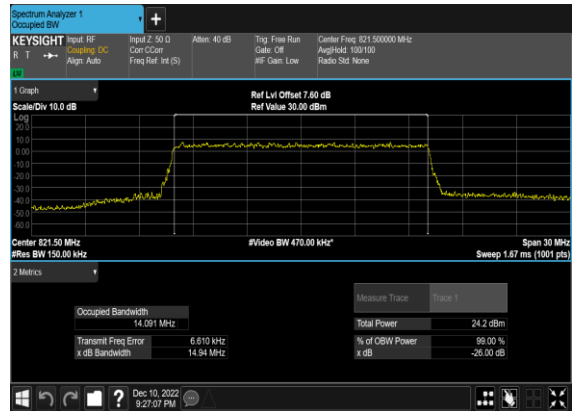 Spectrum Analyzer 1
Occupied BW
+
KEYSIGHT Input: RF Input Z: 50 Ω Atten: 40 dB Trig: Free Run Center Freq: 821.500000 MHz
R T Coupling: DC Corr CCorr Gate: Off Avg|Hold: 100/100
Align: Auto Freq Ref: Int (S) #IF Gain: Low Radio Std: None
LXI
1 Graph Ref Lvl Offset 7.60 dB
Scale/Div 10.0 dB Ref Value 30.00 dBm
Log
20.0
10.0
0.00
-10.0
-20.0
-30.0
-40.0
-50.0
-60.0
Center 821.50 MHz #Video BW 470.00 kHz* Span 30 MHz
#Res BW 150.00 kHz Sweep 1.67 ms (1001 pts)
2 Metrics
Measure Trace Trace 1
Occupied Bandwidth
14.091 MHz Total Power 24.2 dBm
Transmit Freq Error 6.610 kHz % of OBW Power 99.00 %
x dB Bandwidth 14.94 MHz x dB -26.00 dB
? Dec 10, 2022
9:27:07 PM